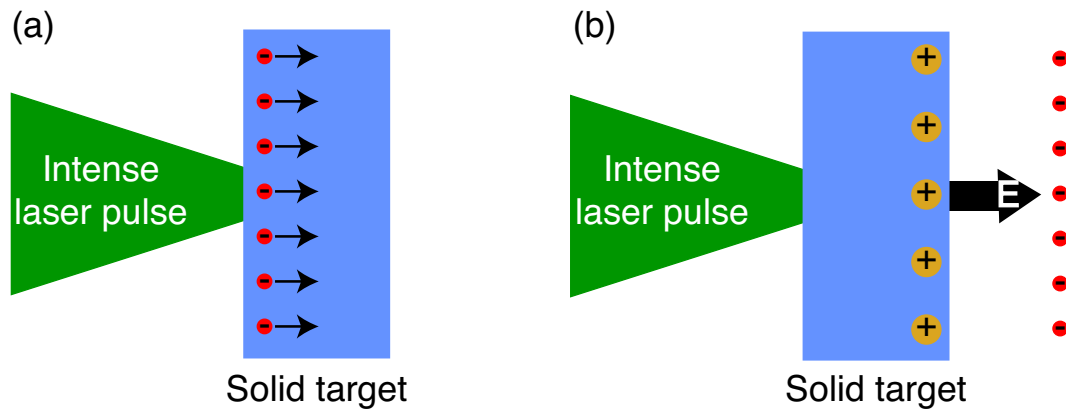 (a)
Intense
laser pulse
-
-
-
-
-
-
-
Solid target
(b)
Intense
laser pulse
+
+
+
+
+
E
-
-
-
-
-
-
-
Solid target